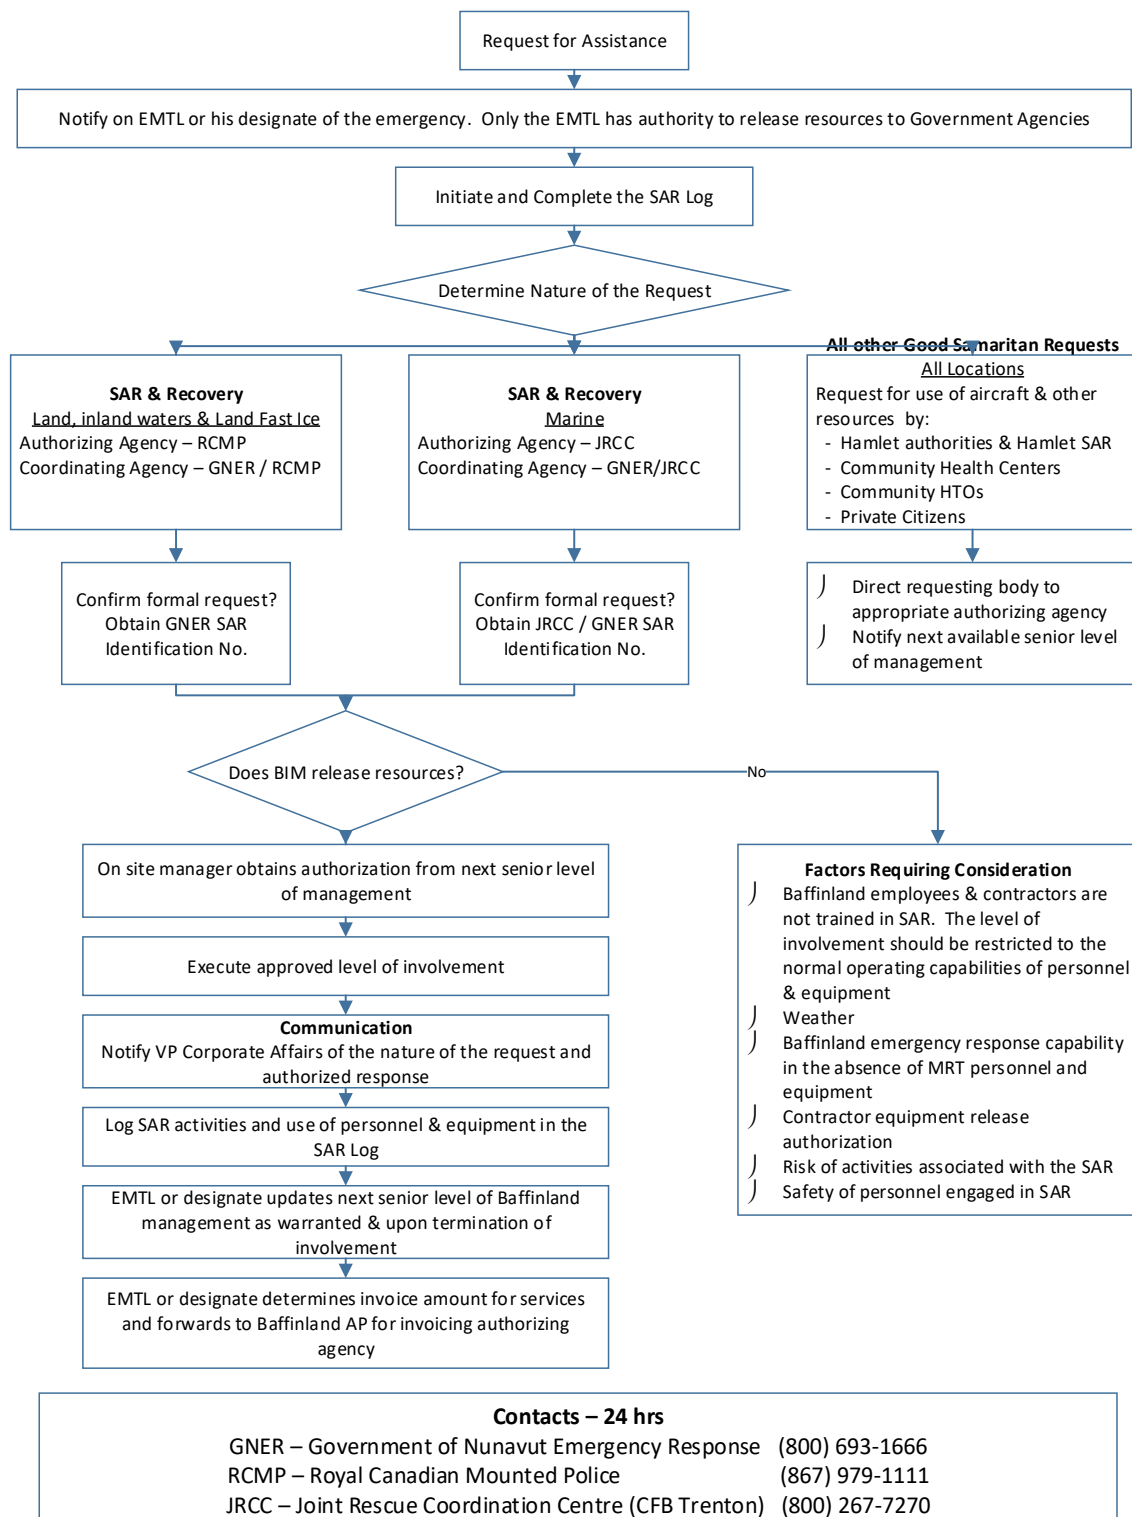 Request for Assistance
Notify on EMTL or his designate of the emergency.  Only the EMTL has authority to release resources to Government Agencies
Initiate and Complete the SAR Log
Determine Nature of the Request
SAR & Recovery
Land, inland waters & Land Fast Ice
Authorizing Agency – RCMP
Coordinating Agency – GNER / RCMP
SAR & Recovery
Marine
Authorizing Agency – JRCC
Coordinating Agency – GNER/JRCC
All other Good Samaritan Requests
All Locations
Request for use of aircraft & other
resources  by:
- Hamlet authorities & Hamlet SAR
- Community Health Centers
- Community HTOs
- Private Citizens
Confirm formal request?
Obtain GNER SAR
Identification No.
Confirm formal request?
Obtain JRCC / GNER SAR
Identification No.
Direct requesting body to
appropriate authorizing agency
Notify next available senior level
of management
Does BIM release resources?
No
On site manager obtains authorization from next senior level
of management
Execute approved level of involvement
Communication
Notify VP Corporate Affairs of the nature of the request and
authorized response
Log SAR activities and use of personnel & equipment in the
SAR Log
EMTL or designate updates next senior level of Baffinland
management as warranted & upon termination of
involvement
EMTL or designate determines invoice amount for services
and forwards to Baffinland AP for invoicing authorizing
agency
Factors Requiring Consideration
Baffinland employees & contractors are
not trained in SAR.  The level of
involvement should be restricted to the
normal operating capabilities of personnel
& equipment
Weather
Baffinland emergency response capability
in the absence of MRT personnel and
equipment
Contractor equipment release
authorization
Risk of activities associated with the SAR
Safety of personnel engaged in SAR
Contacts – 24 hrs
GNER – Government of Nunavut Emergency Response   (800) 693-1666
RCMP – Royal Canadian Mounted Police   (867) 979-1111
JRCC – Joint Rescue Coordination Centre (CFB Trenton)   (800) 267-7270